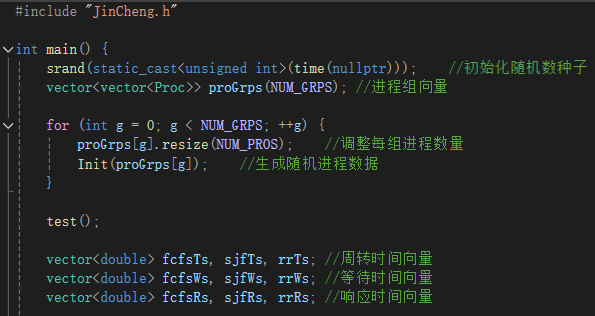 #include "JinCheng.h"
int main() {
srand(static_cast<unsigned int>(time(nullptr))); //初始化随机数种子
vector<vector<Proc>> proGrps(NUM_GRPS); //进程组向量
for (int g = 0; g < NUM_GRPS; ++g) {
proGrps[g].resize(NUM_PROS); //调整每组进程数量
Init(proGrps[g]); //生成随机进程数据
}
test();
vector<double> fcfsTs, sjfTs, rrTs; //周转时间向量
vector<double> fcfsWs, sjfWs, rrWs; //等待时间向量
vector<double> fcfsRs, sjfRs, rrRs; //响应时间向量